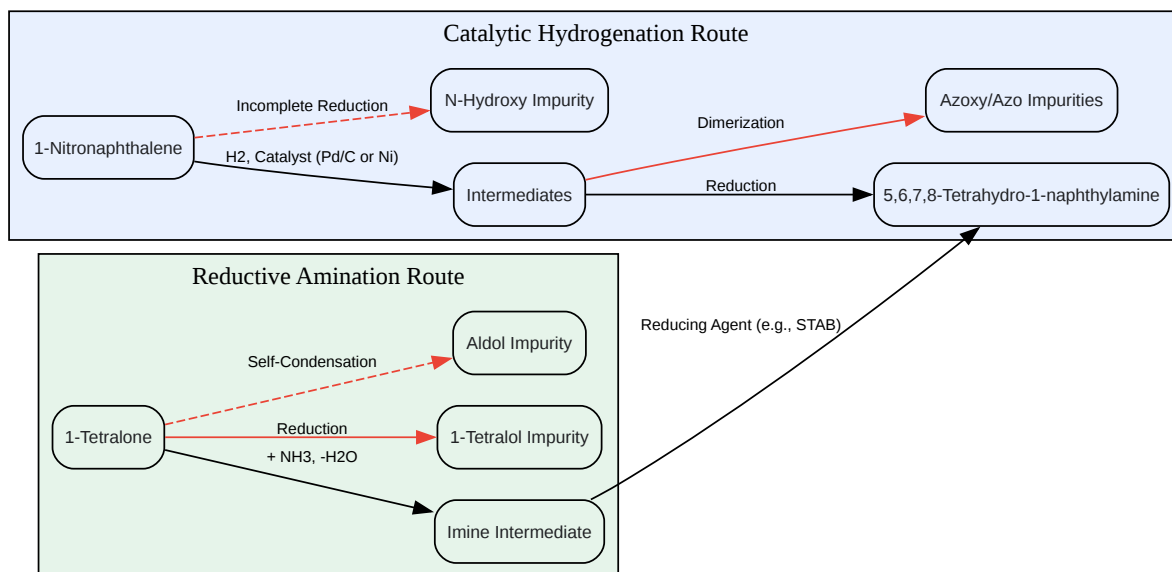 Catalytic Hydrogenation Route
N-Hydroxy Impurity
Azoxy/Azo Impurities
Incomplete Reduction
Dimerization
1-Nitronaphthalene
H2, Catalyst (Pd/C or Ni)
Intermediates
Reduction
5,6,7,8-Tetrahydro-1-naphthylamine
Reductive Amination Route
Reducing Agent (e.g., STAB)
Aldol Impurity
Self-Condensation
1-Tetralone
Reduction
1-Tetralol Impurity
+ NH3, -H2O
Imine Intermediate